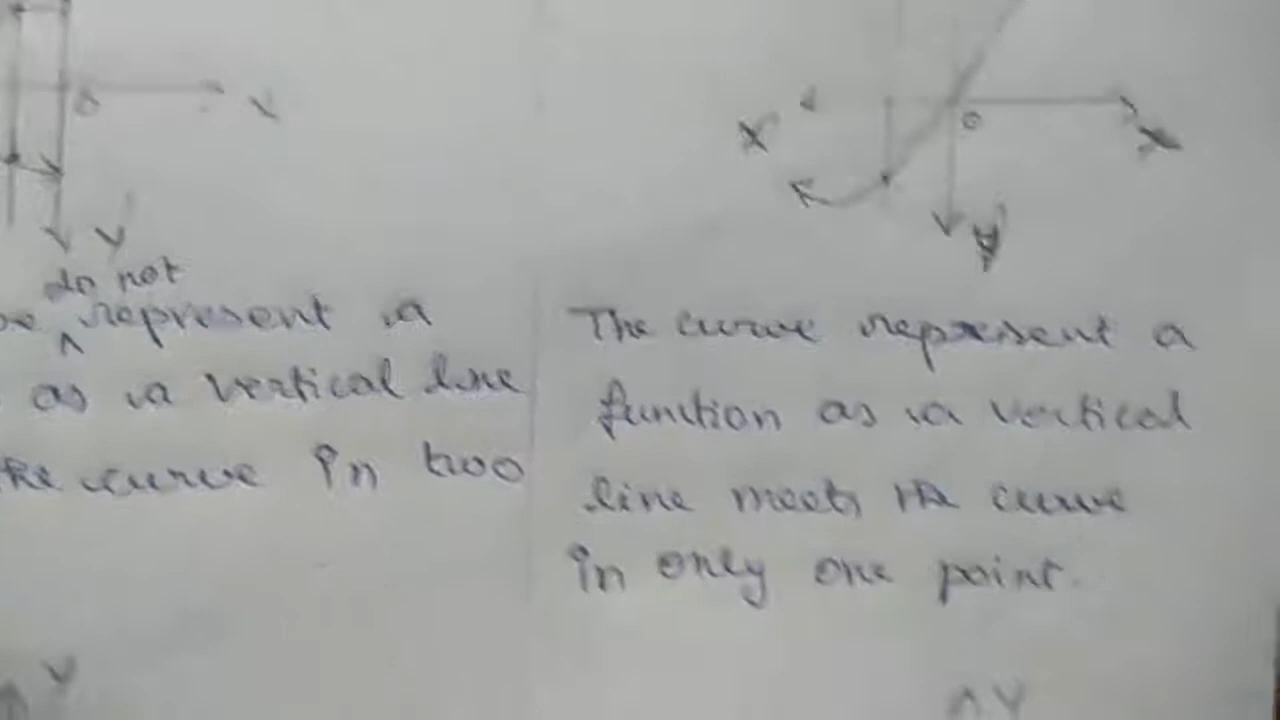 X
Y
do not
represent a
as a vertical line
the curve in two
Y
X
X
Y
The curve represent a
function as a vertical
line meets the curve
in only one point.
Y